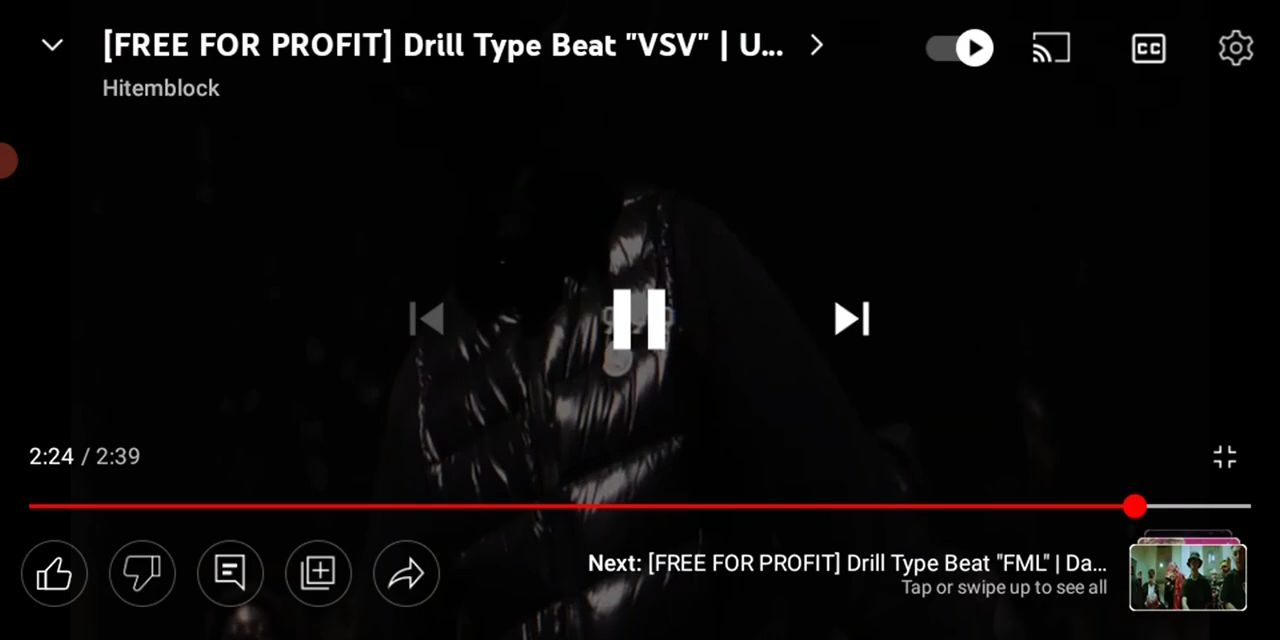 [FREE FOR PROFIT] Drill Type Beat "VSV" | U...
Hitemblock
CC
2:24 / 2:39
Next: [FREE FOR PROFIT] Drill Type Beat "FML" | Da...
Tap or swipe up to see all